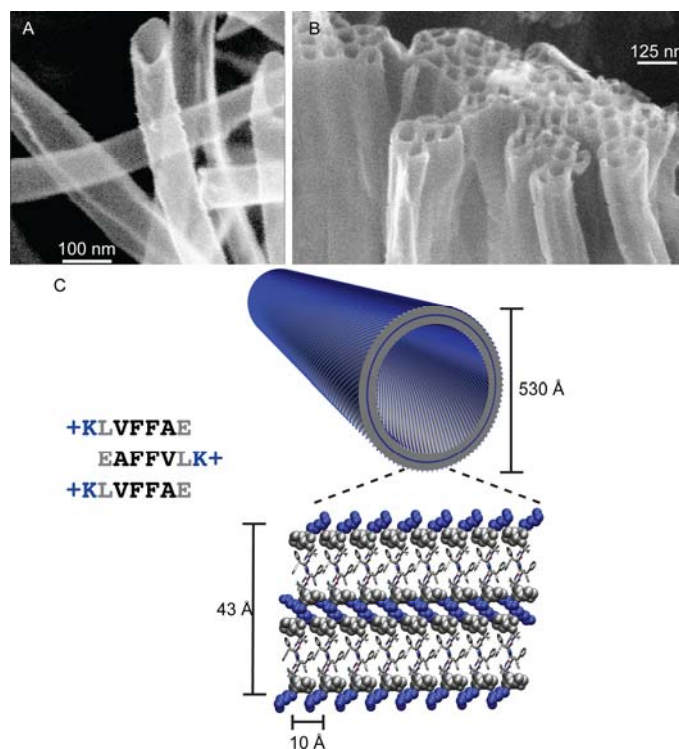 A
B
125 nm
100 nm
C
530 Å
+KLVFFAE
EAFFVLK+
+KLVFFAE
43 Å
10 Å